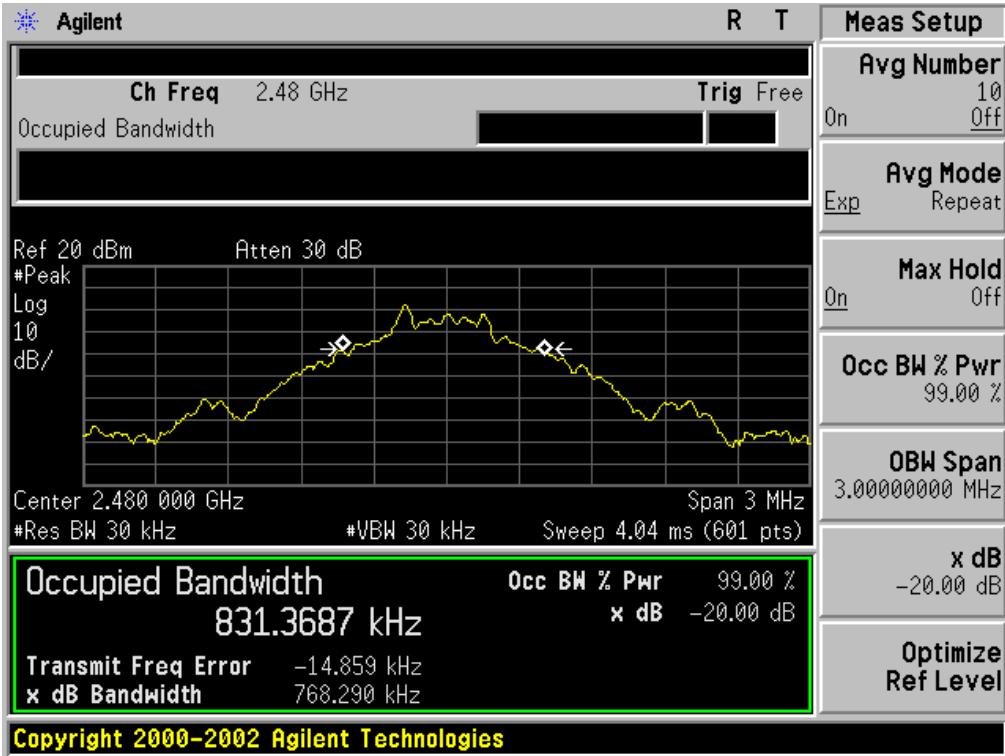 Agilent R T
Ch Freq 2.48 GHz Trig Free
Occupied Bandwidth
Ref 20 dBm Atten 30 dB
#Peak
Log
10
dB/
Center 2.480 000 GHz Span 3 MHz
#Res BW 30 kHz #VBW 30 kHz Sweep 4.04 ms (601 pts)
Occupied Bandwidth Occ BW % Pwr 99.00 %
831.3687 kHz x dB -20.00 dB
Transmit Freq Error -14.859 kHz
x dB Bandwidth 768.290 kHz
Copyright 2000-2002 Agilent Technologies
Meas Setup
Avg Number
10
On Off
Avg Mode
Exp Repeat
Max Hold
On Off
Occ BW % Pwr
99.00 %
OBW Span
3.00000000 MHz
x dB
-20.00 dB
Optimize
Ref Level